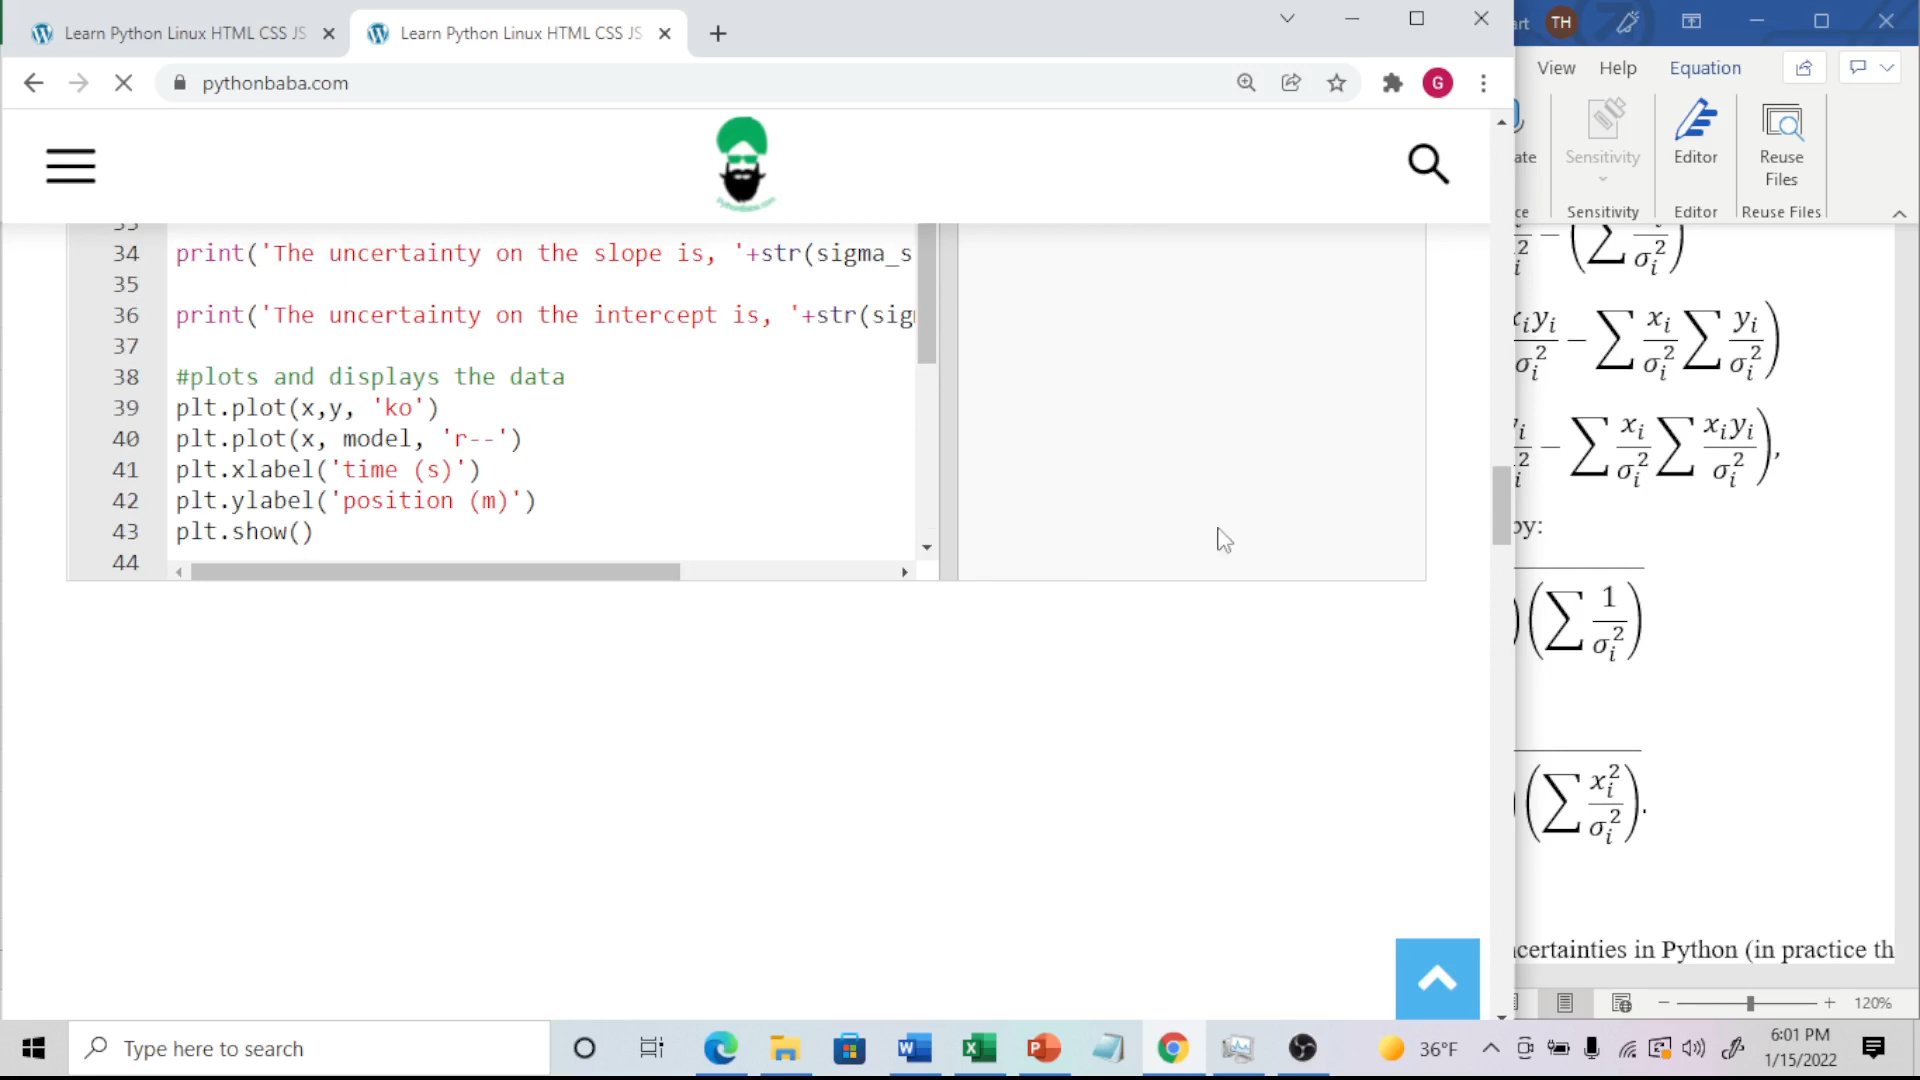 Learn Python Linux HTML CSS JS
Learn Python Linux HTML CSS JS
TH
pythonbaba.com
G
View Help Equation
Sensitivity
Editor
Reuse
Files
Sensitivity Editor Reuse Files
34 print('The uncertainty on the slope is, '+str(sigma_s
35
36 print('The uncertainty on the intercept is, '+str(sig
37
38 #plots and displays the data
39 plt.plot(x,y, 'ko')
40 plt.plot(x, model, 'r--')
41 plt.xlabel('time (s)')
42 plt.ylabel('position (m)')
43 plt.show()
44
by:
certainties in Python (in practice th
120%
Type here to search
36°F
6:01 PM
1/15/2022